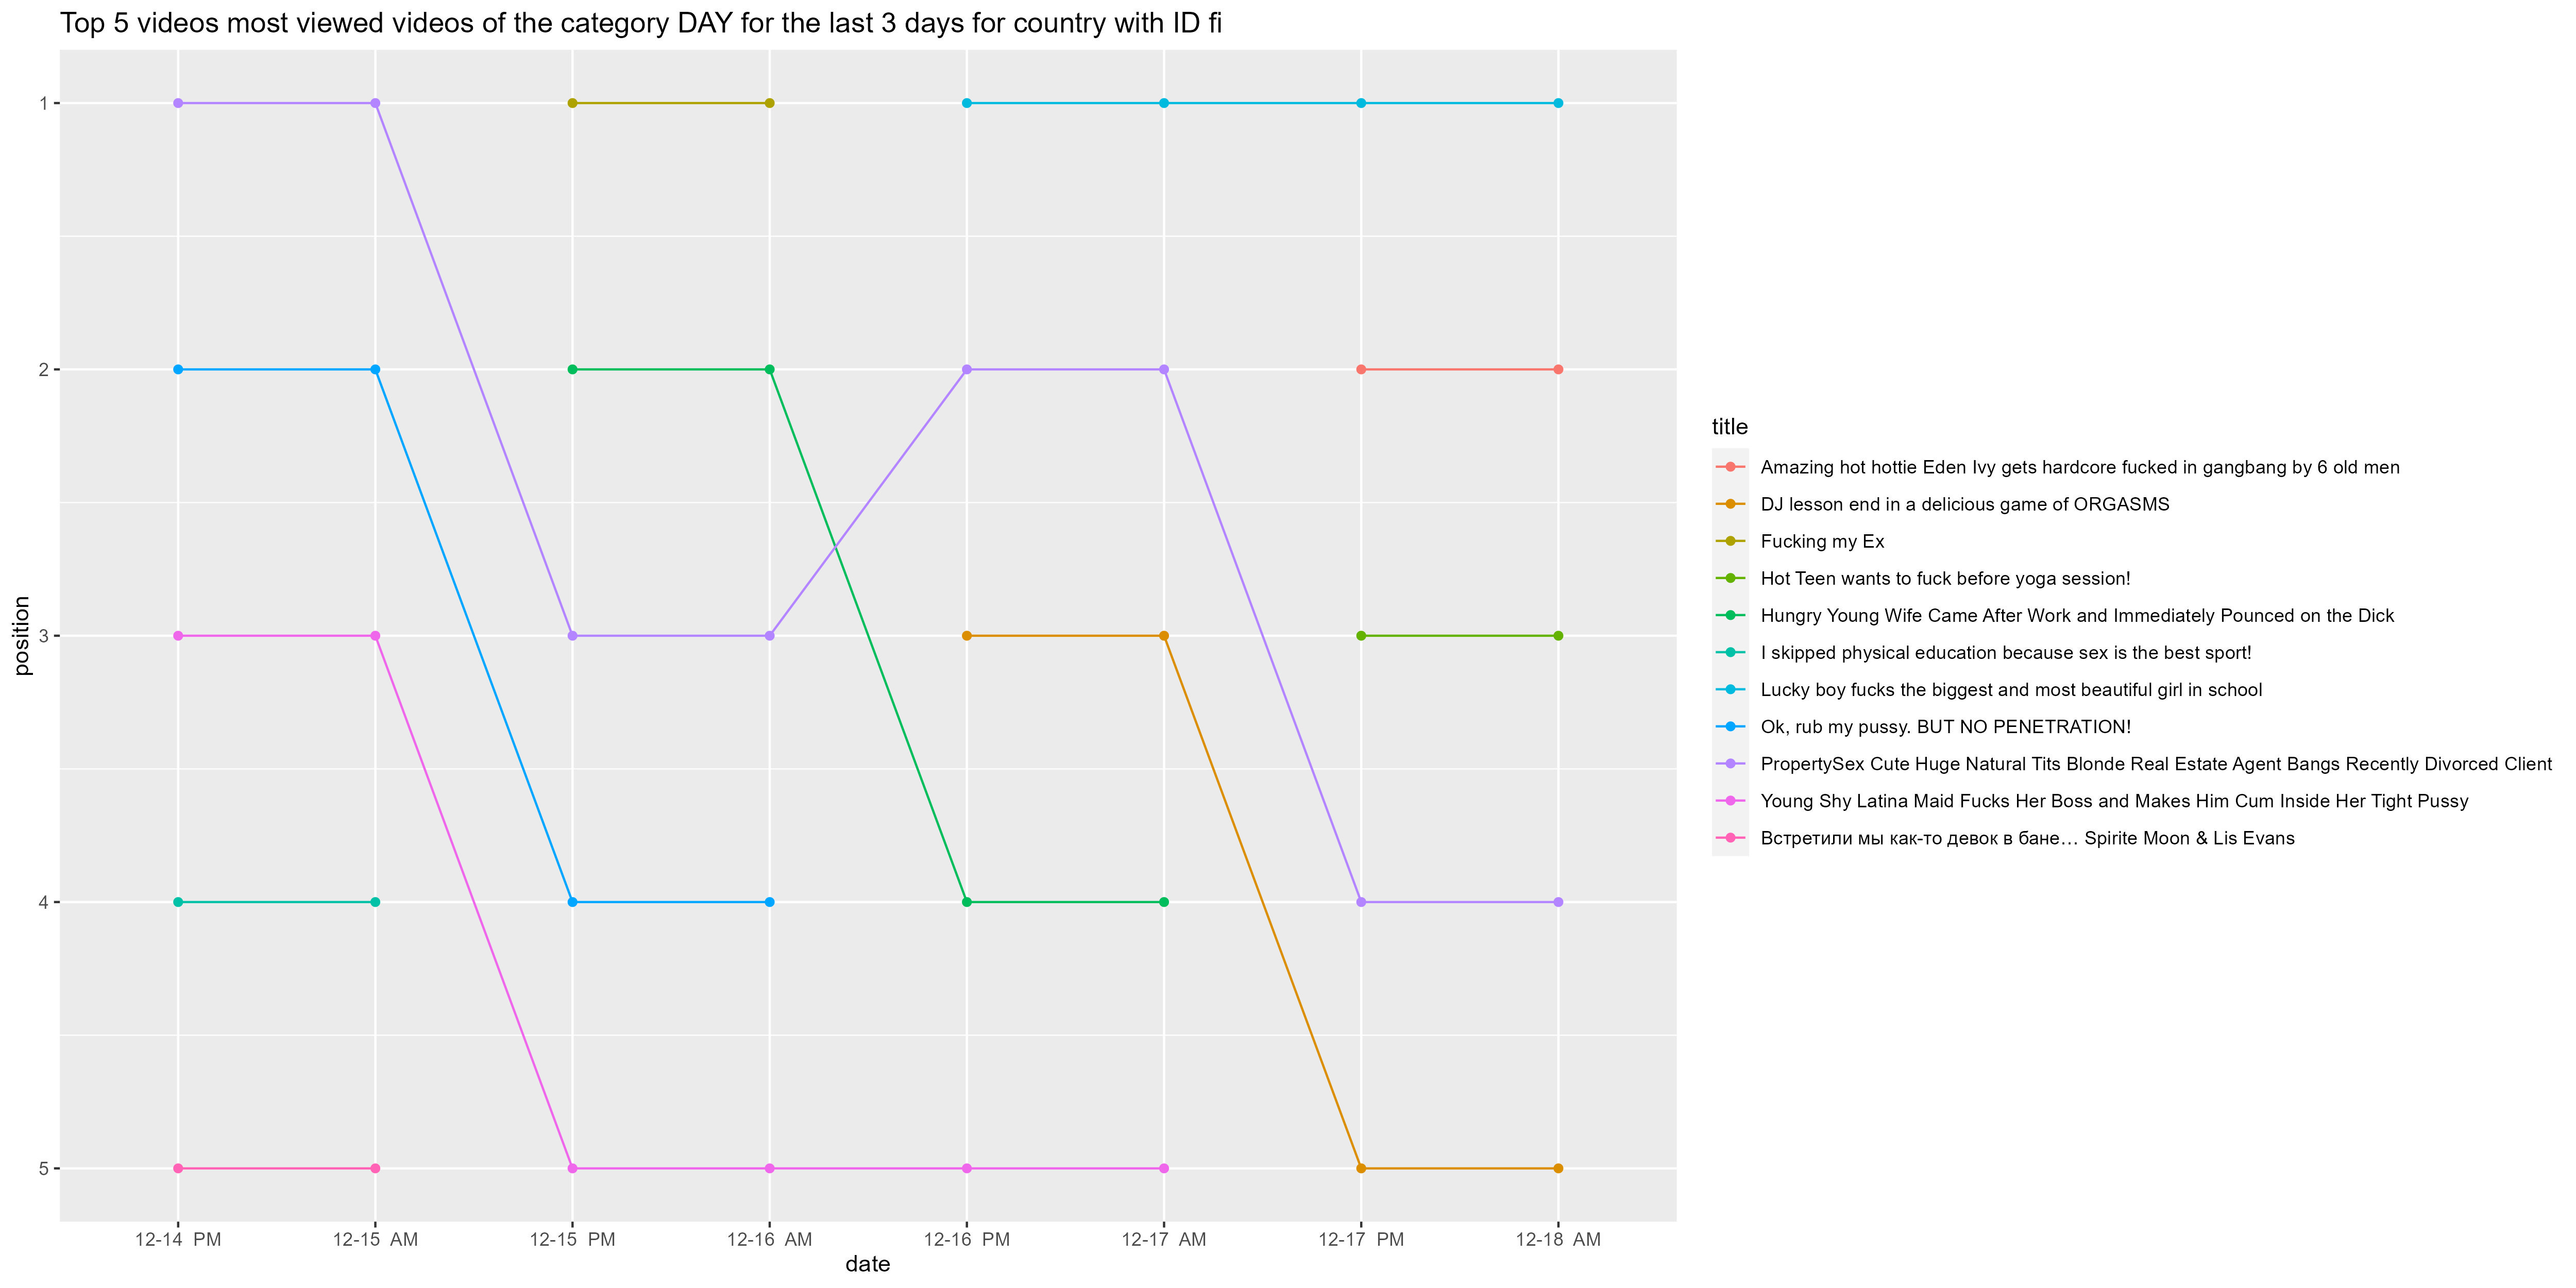 Top 5 videos most viewed videos of the category DAY for the last 3 days for country with ID fi
position
1
2
3
4
5
12-14 PM
12-15 AM
12-15 PM
12-16 AM
12-16 PM
12-17 AM
12-17 PM
12-18 AM
date
title
Amazing hot hottie Eden Ivy gets hardcore fucked in gangbang by 6 old men
DJ lesson end in a delicious game of ORGASMS
Fucking my Ex
Hot Teen wants to fuck before yoga session!
Hungry Young Wife Came After Work and Immediately Pounced on the Dick
I skipped physical education because sex is the best sport!
Lucky boy fucks the biggest and most beautiful girl in school
Ok, rub my pussy. BUT NO PENETRATION!
PropertySex Cute Huge Natural Tits Blonde Real Estate Agent Bangs Recently Divorced Client
Young Shy Latina Maid Fucks Her Boss and Makes Him Cum Inside Her Tight Pussy
Встретили мы как-то девок в бане… Spirite Moon & Lis Evans